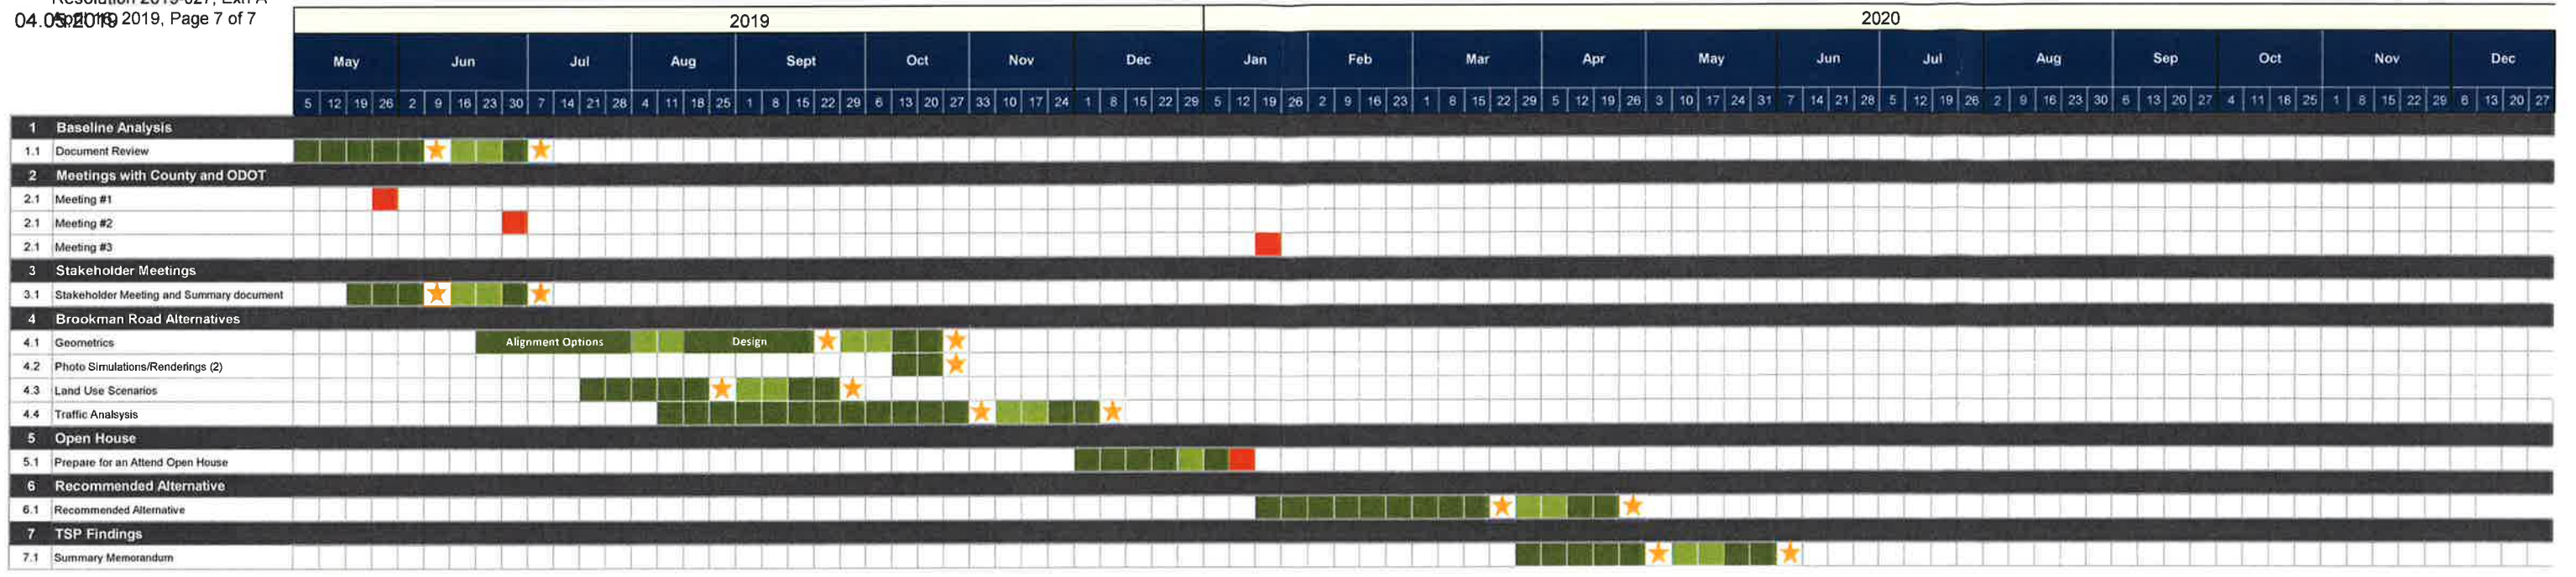 Resolution 2019-027, Exh A
04.05.2019 April 16, 2019, Page 7 of 7
2019 2020
May Jun Jul Aug Sept Oct Nov Dec Jan Feb Mar Apr May Jun Jul Aug Sep Oct Nov Dec
5 12 19 26 2 9 16 23 30 7 14 21 28 4 11 18 25 1 8 15 22 29 6 13 20 27 33 10 17 24 1 8 15 22 29 5 12 19 26 2 9 16 23 1 8 15 22 29 5 12 19 26 3 10 17 24 31 7 14 21 28 5 12 19 26 2 9 16 23 30 6 13 20 27 4 11 18 25 1 8 15 22 29 6 13 20 27
1 Baseline Analysis
1.1 Document Review
2 Meetings with County and ODOT
2.1 Meeting #1
2.1 Meeting #2
2.1 Meeting #3
3 Stakeholder Meetings
3.1 Stakeholder Meeting and Summary document
4 Brookman Road Alternatives
4.1 Geometrics Alignment Options Design
4.2 Photo Simulations/Renderings (2)
4.3 Land Use Scenarios
4.4 Traffic Analsysis
5 Open House
5.1 Prepare for an Attend Open House
6 Recommended Alternative
6.1 Recommended Alternative
7 TSP Findings
7.1 Summary Memorandum